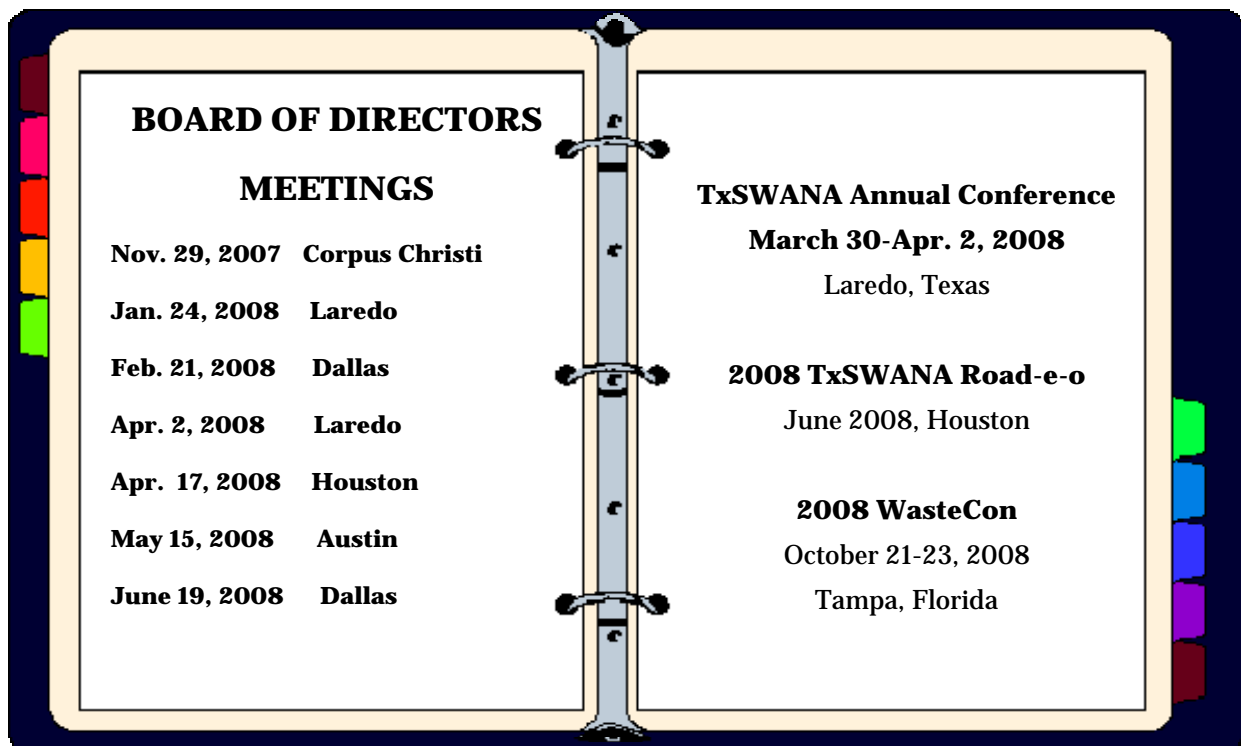 BOARD OF DIRECTORS
MEETINGS
Nov. 29, 2007 Corpus Christi
Jan. 24, 2008 Laredo
Feb. 21, 2008 Dallas
Apr. 2, 2008 Laredo
Apr. 17, 2008 Houston
May 15, 2008 Austin
June 19, 2008 Dallas
TxSWANA Annual Conference
March 30-Apr. 2, 2008
Laredo, Texas
2008 TxSWANA Road-e-o
June 2008, Houston
2008 WasteCon
October 21-23, 2008
Tampa, Florida